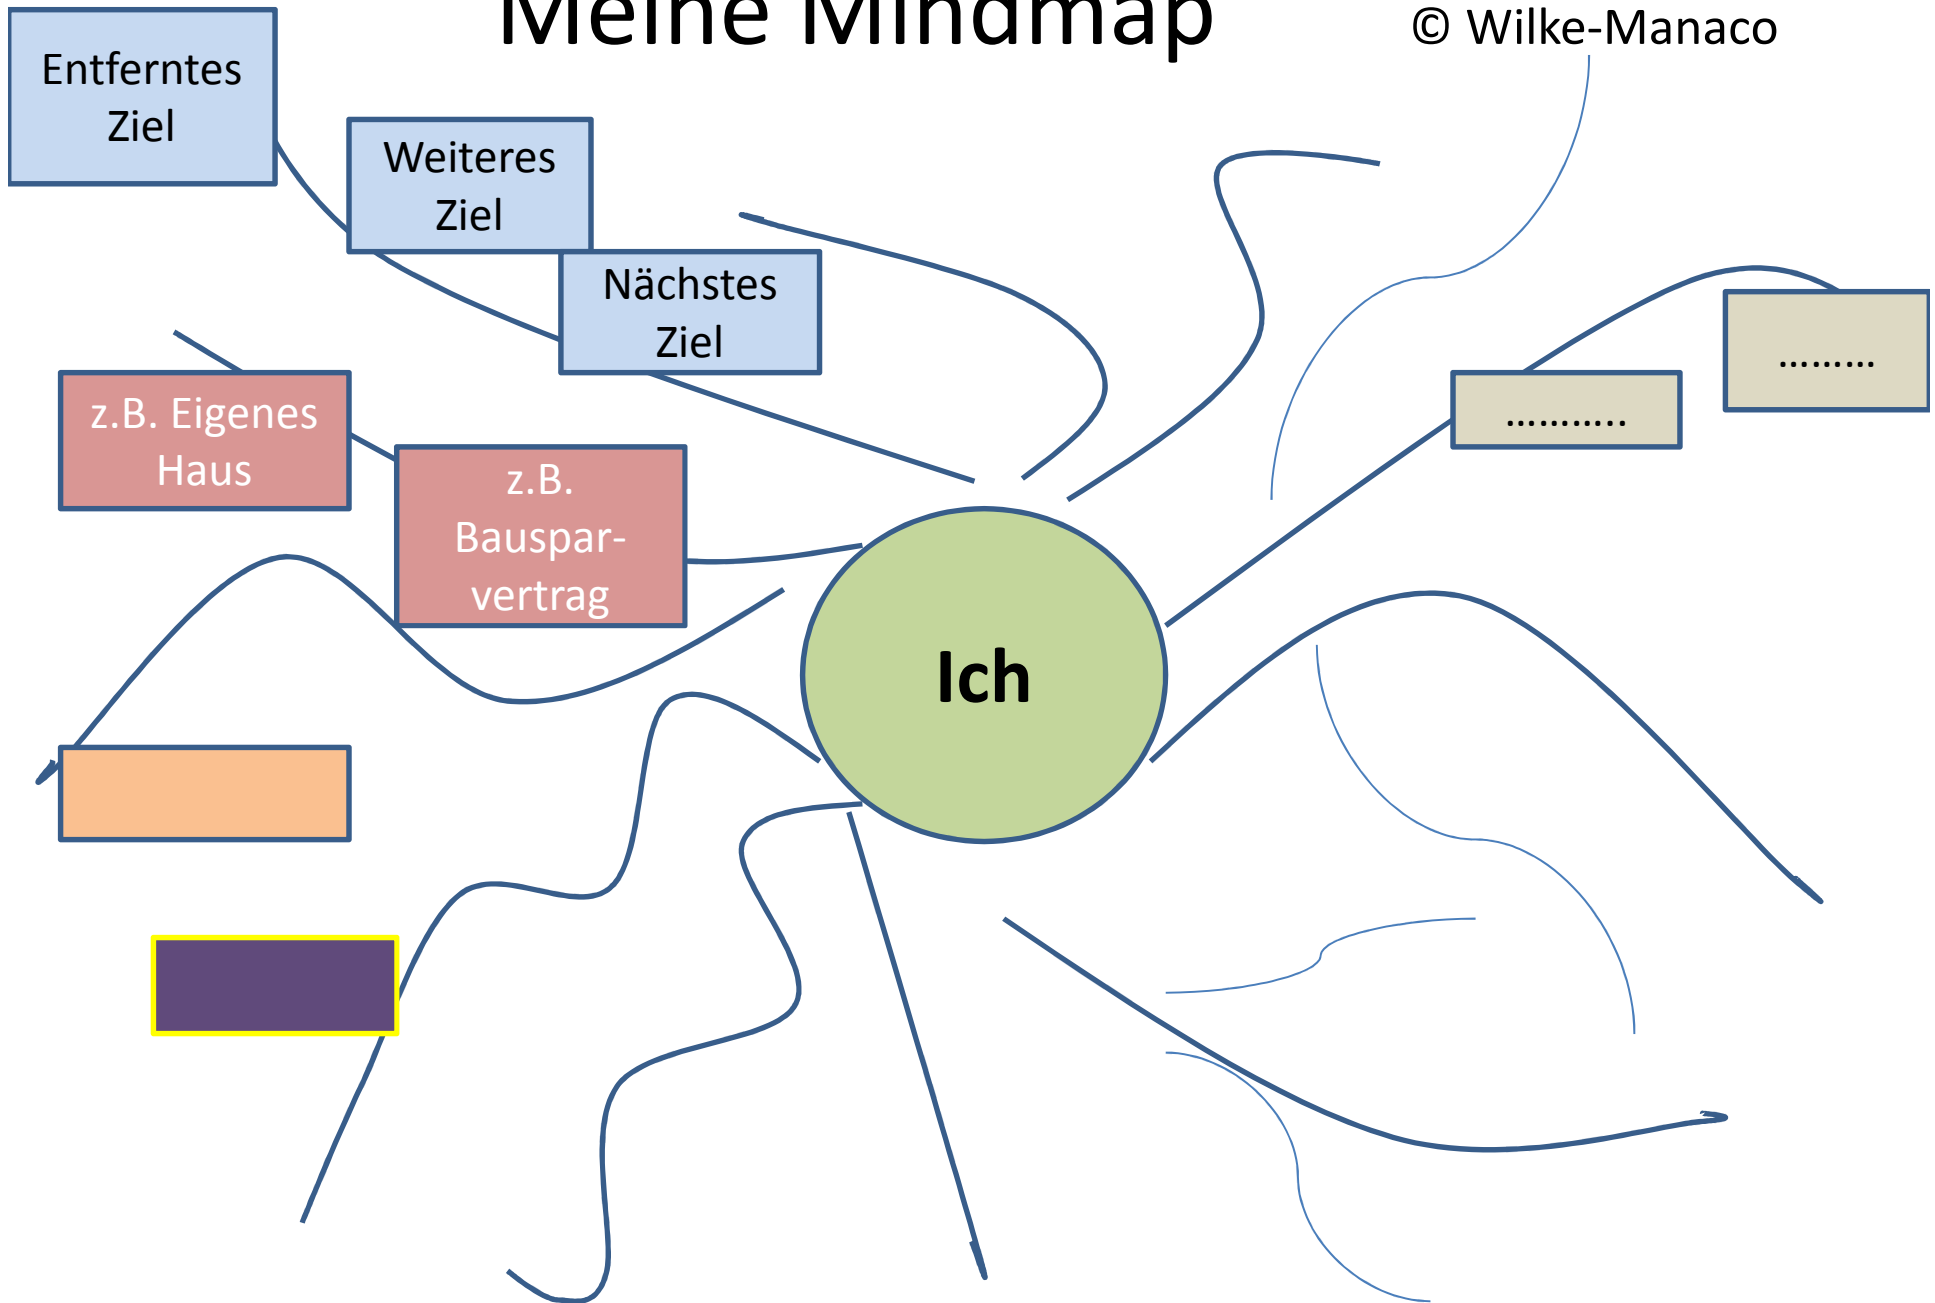 Meine Mindmap
© Wilke-Manaco
Entferntes
Ziel
Weiteres
Ziel
Nächstes
Ziel
z.B. Eigenes
Haus
z.B.
Bauspar-
vertrag
Ich
………..
………